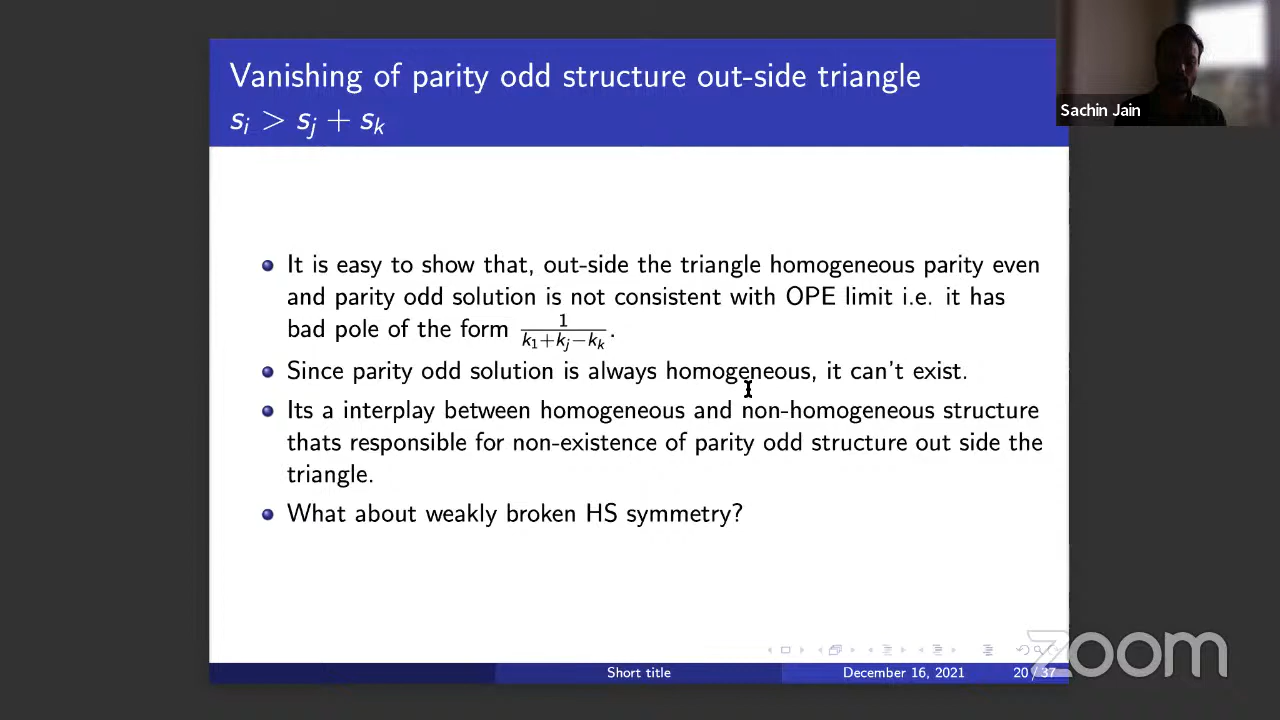 Vanishing of parity odd structure out-side triangle
s_i > s_j + s_k
Sachin Jain
It is easy to show that, out-side the triangle homogeneous parity even
and parity odd solution is not consistent with OPE limit i.e. it has
bad pole of the form \frac{1}{k_1+k_j-k_k}.
Since parity odd solution is always homogeneous, it can't exist.
Its a interplay between homogeneous and non-homogeneous structure
thats responsible for non-existence of parity odd structure out side the
triangle.
What about weakly broken HS symmetry?
Short title
December 16, 2021
20 / 37
zoom